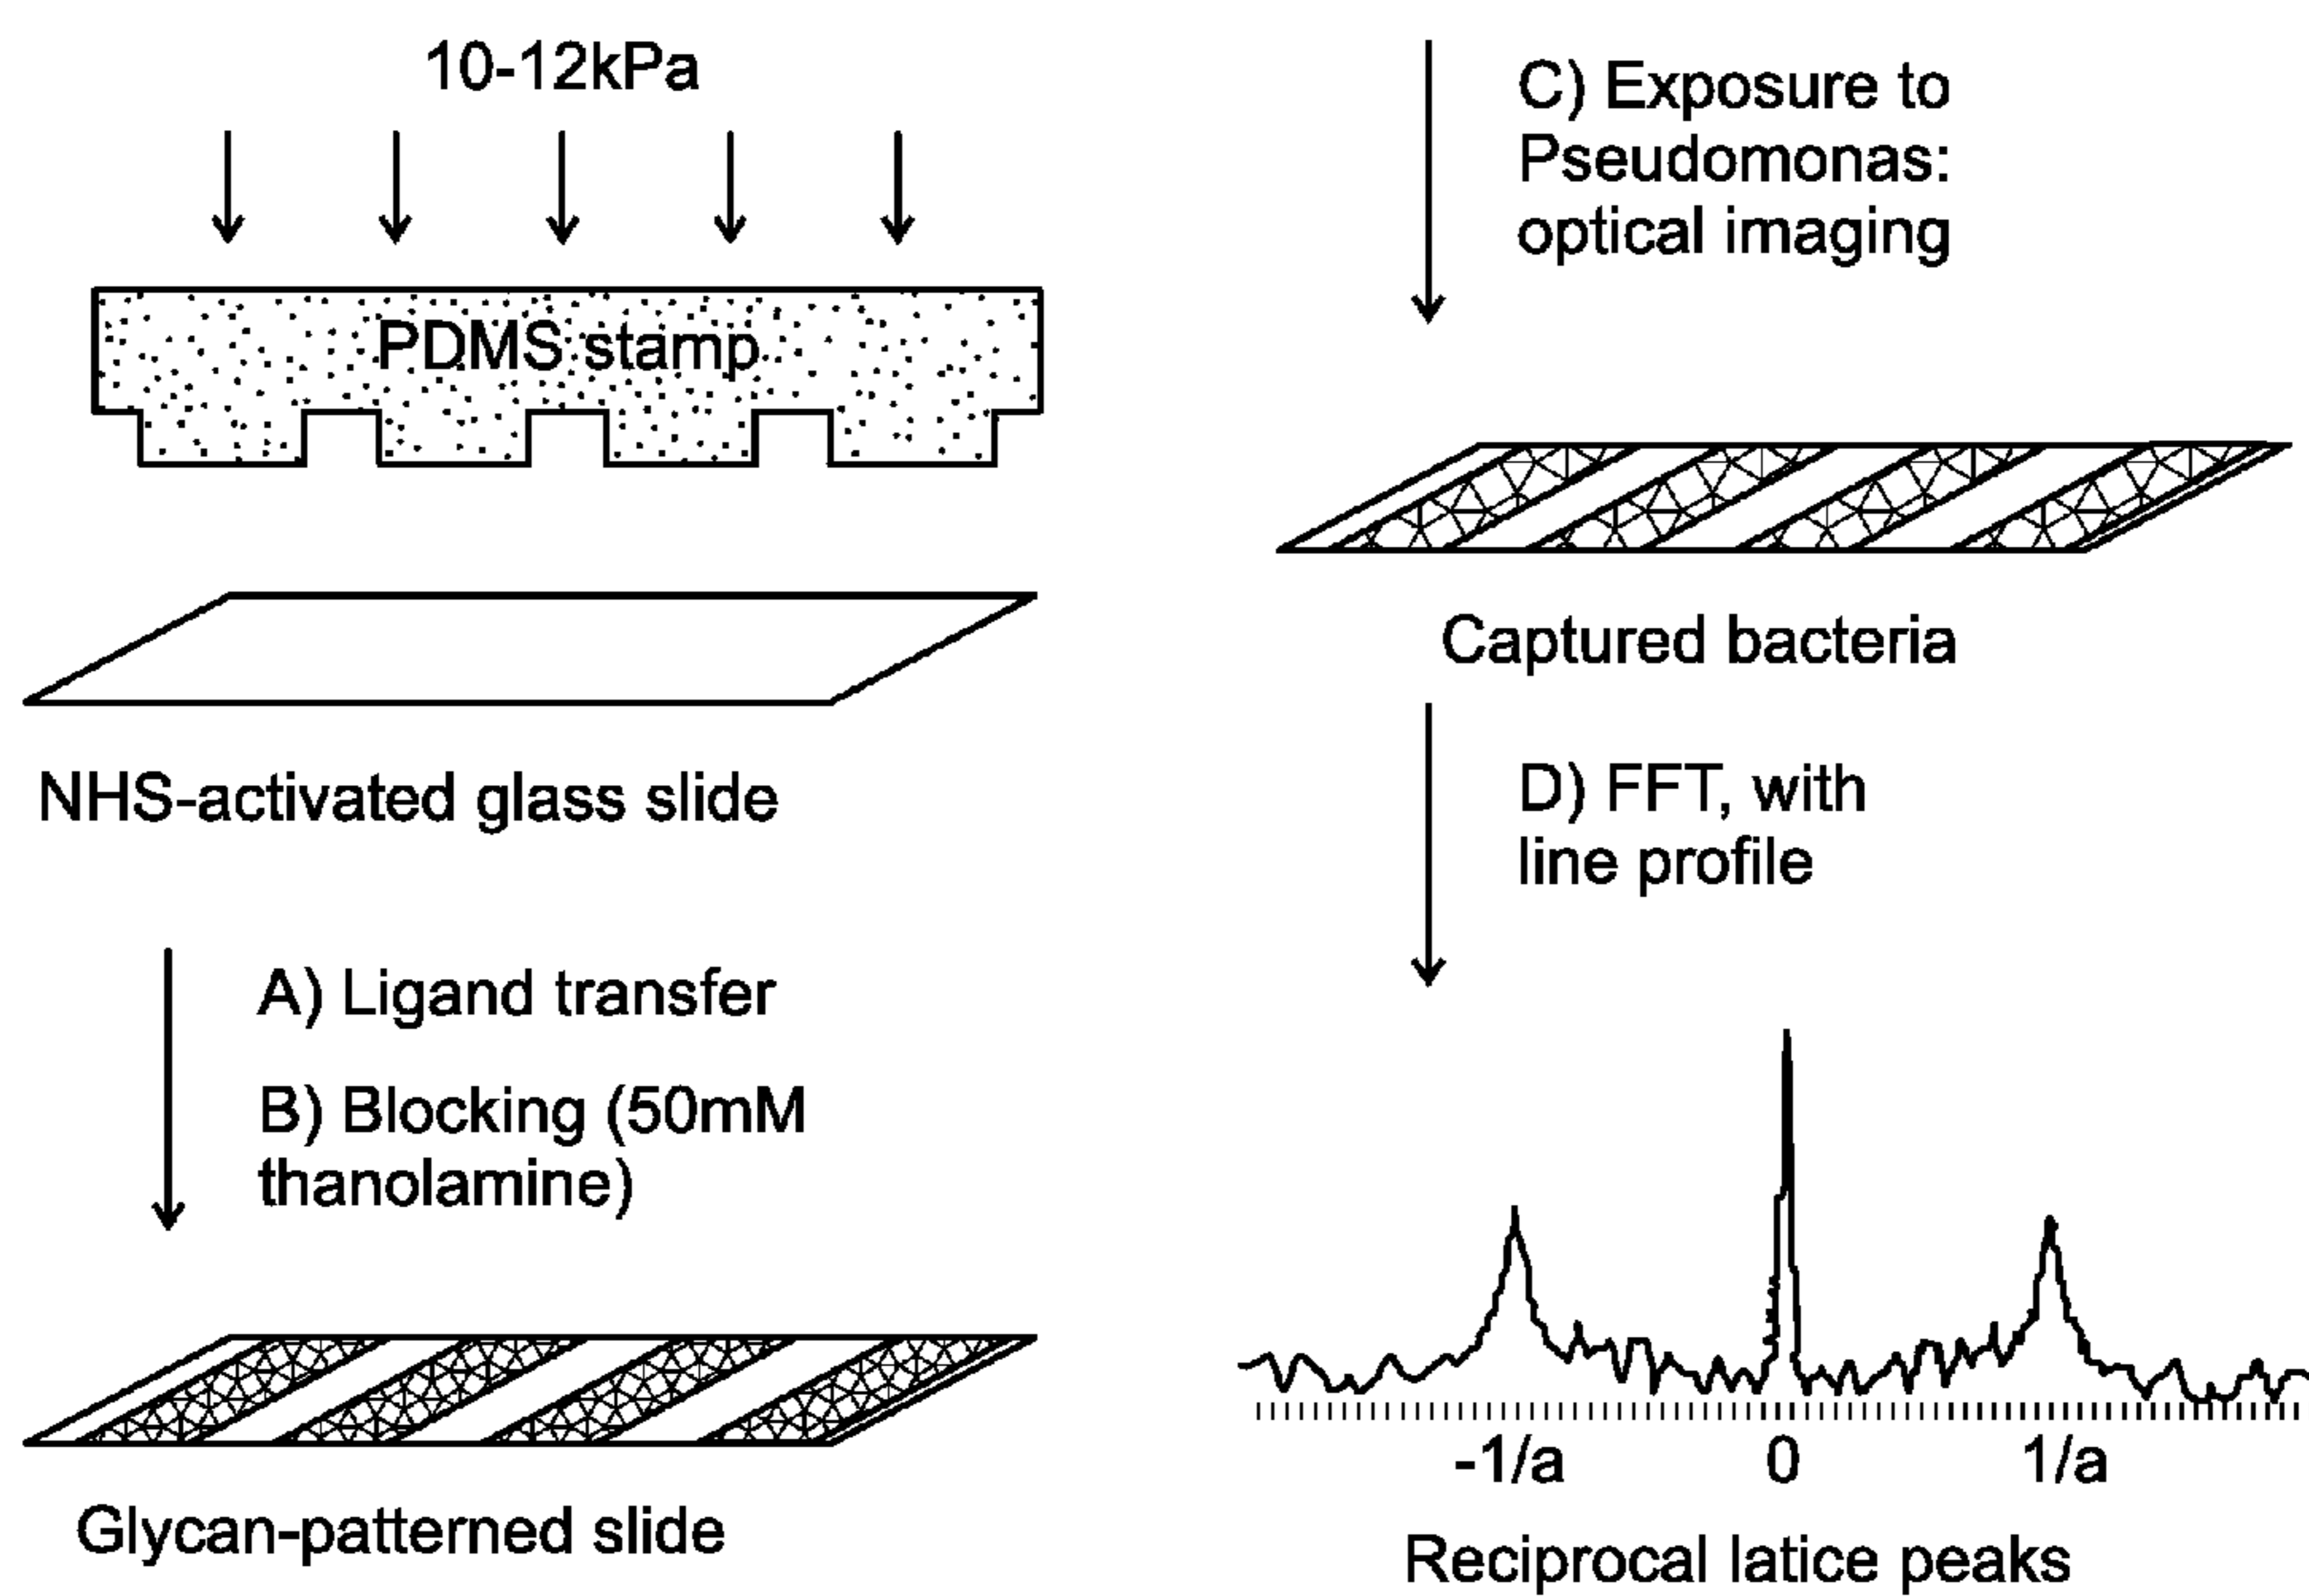 10-12kPa
PDMS stamp
NHS-activated glass slide
A) Ligand transfer
B) Blocking (50mM
thanolamine)
Glycan-patterned slide
C) Exposure to
Pseudomonas:
optical imaging
Captured bacteria
D) FFT, with
line profile
-1/a 0 1/a
Reciprocal latice peaks